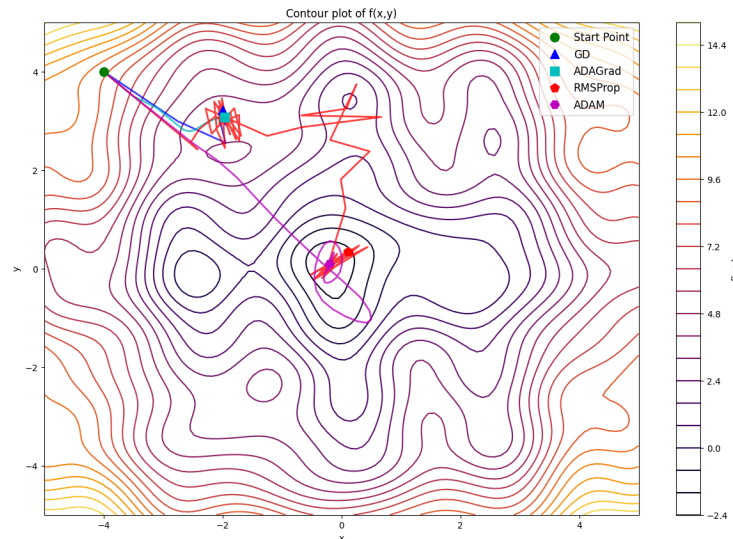 Contour plot of f(x,y)
Start Point
GD
ADAGrad
RMSProp
ADAM
4
2
0
−2
−4
y
−4
−2
0
2
4
x
14.4
12.0
9.6
7.2
4.8
2.4
0.0
−2.4